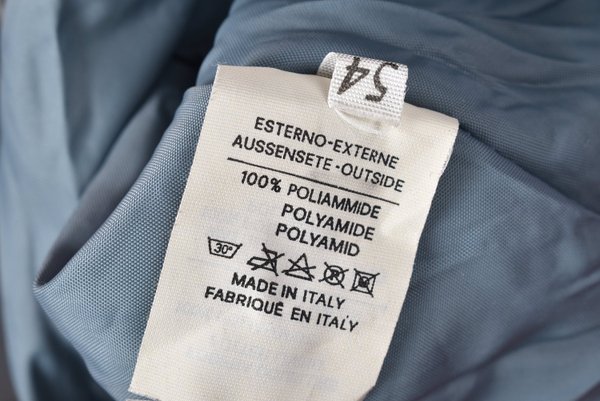 54
ESTERNO-EXTERNE
AUSSENSETE-OUTSIDE
100% POLIAMMIDE
POLYAMIDE
POLYAMID
30°
MADE IN ITALY
FABRIQUÉ EN ITALY